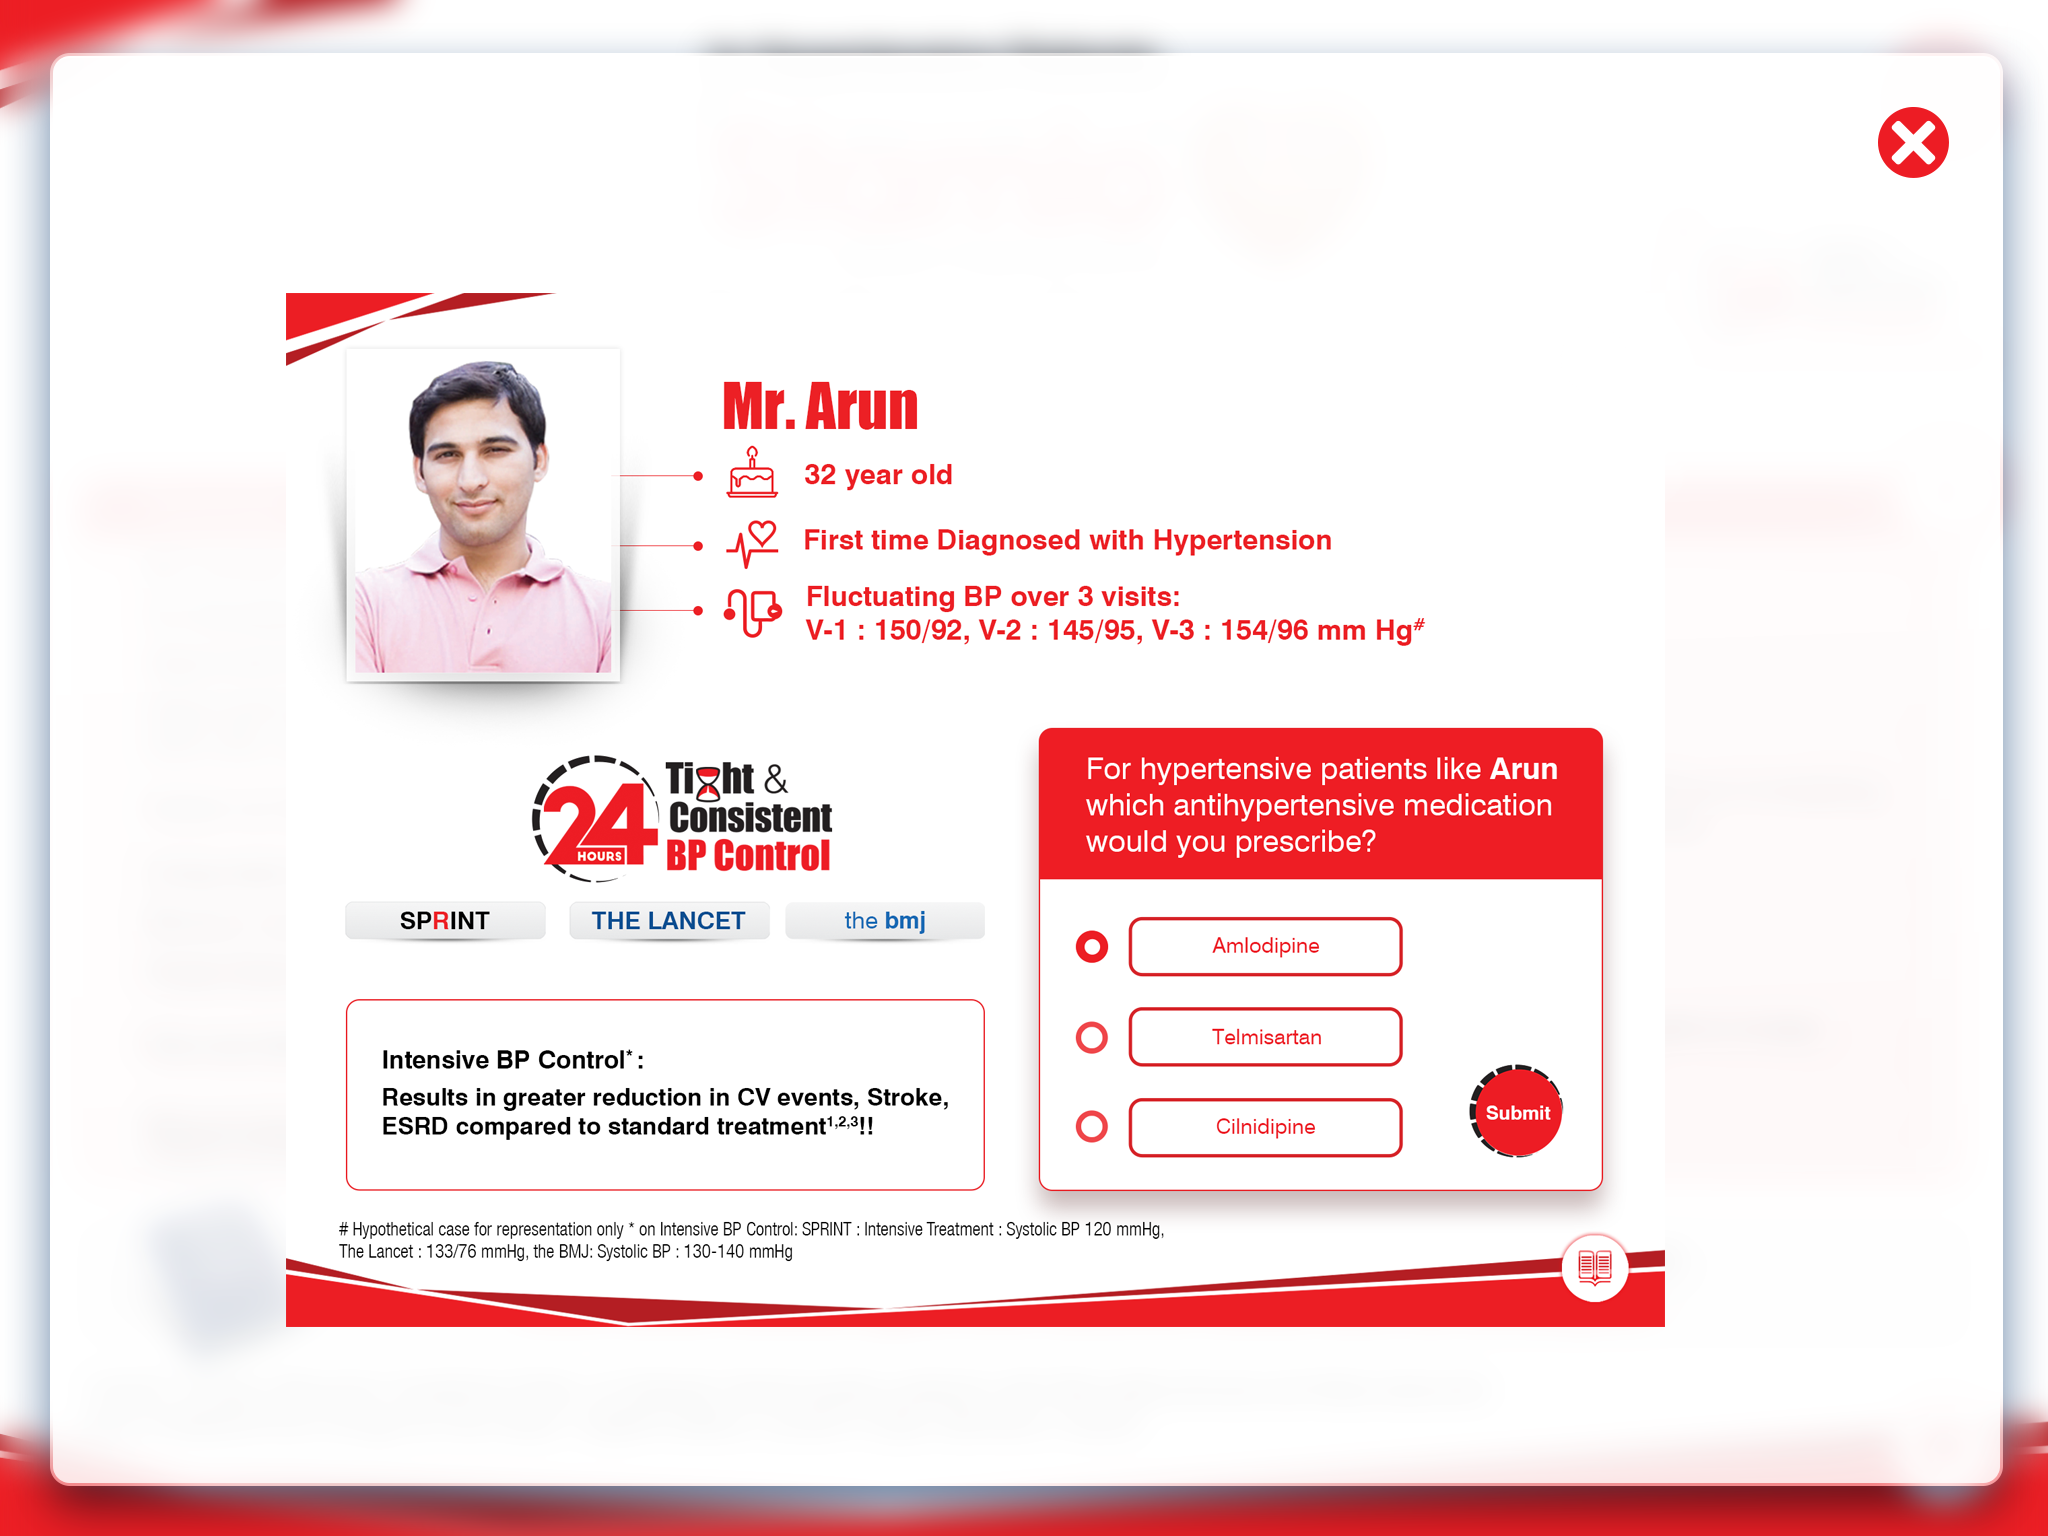 Mr. Arun
32 year old
First time Diagnosed with Hypertension
Fluctuating BP over 3 visits:
V-1 : 150/92, V-2 : 145/95, V-3 : 154/96 mm Hg#
24 HOURS
Tight &
Consistent
BP Control
SPRINT
THE LANCET
the bmj
Intensive BP Control* :
Results in greater reduction in CV events, Stroke,
ESRD compared to standard treatment1,2,3!!
For hypertensive patients like Arun
which antihypertensive medication
would you prescribe?
Amlodipine
Telmisartan
Cilnidipine
Submit
# Hypothetical case for representation only * on Intensive BP Control: SPRINT : Intensive Treatment : Systolic BP 120 mmHg,
The Lancet : 133/76 mmHg, the BMJ: Systolic BP : 130-140 mmHg